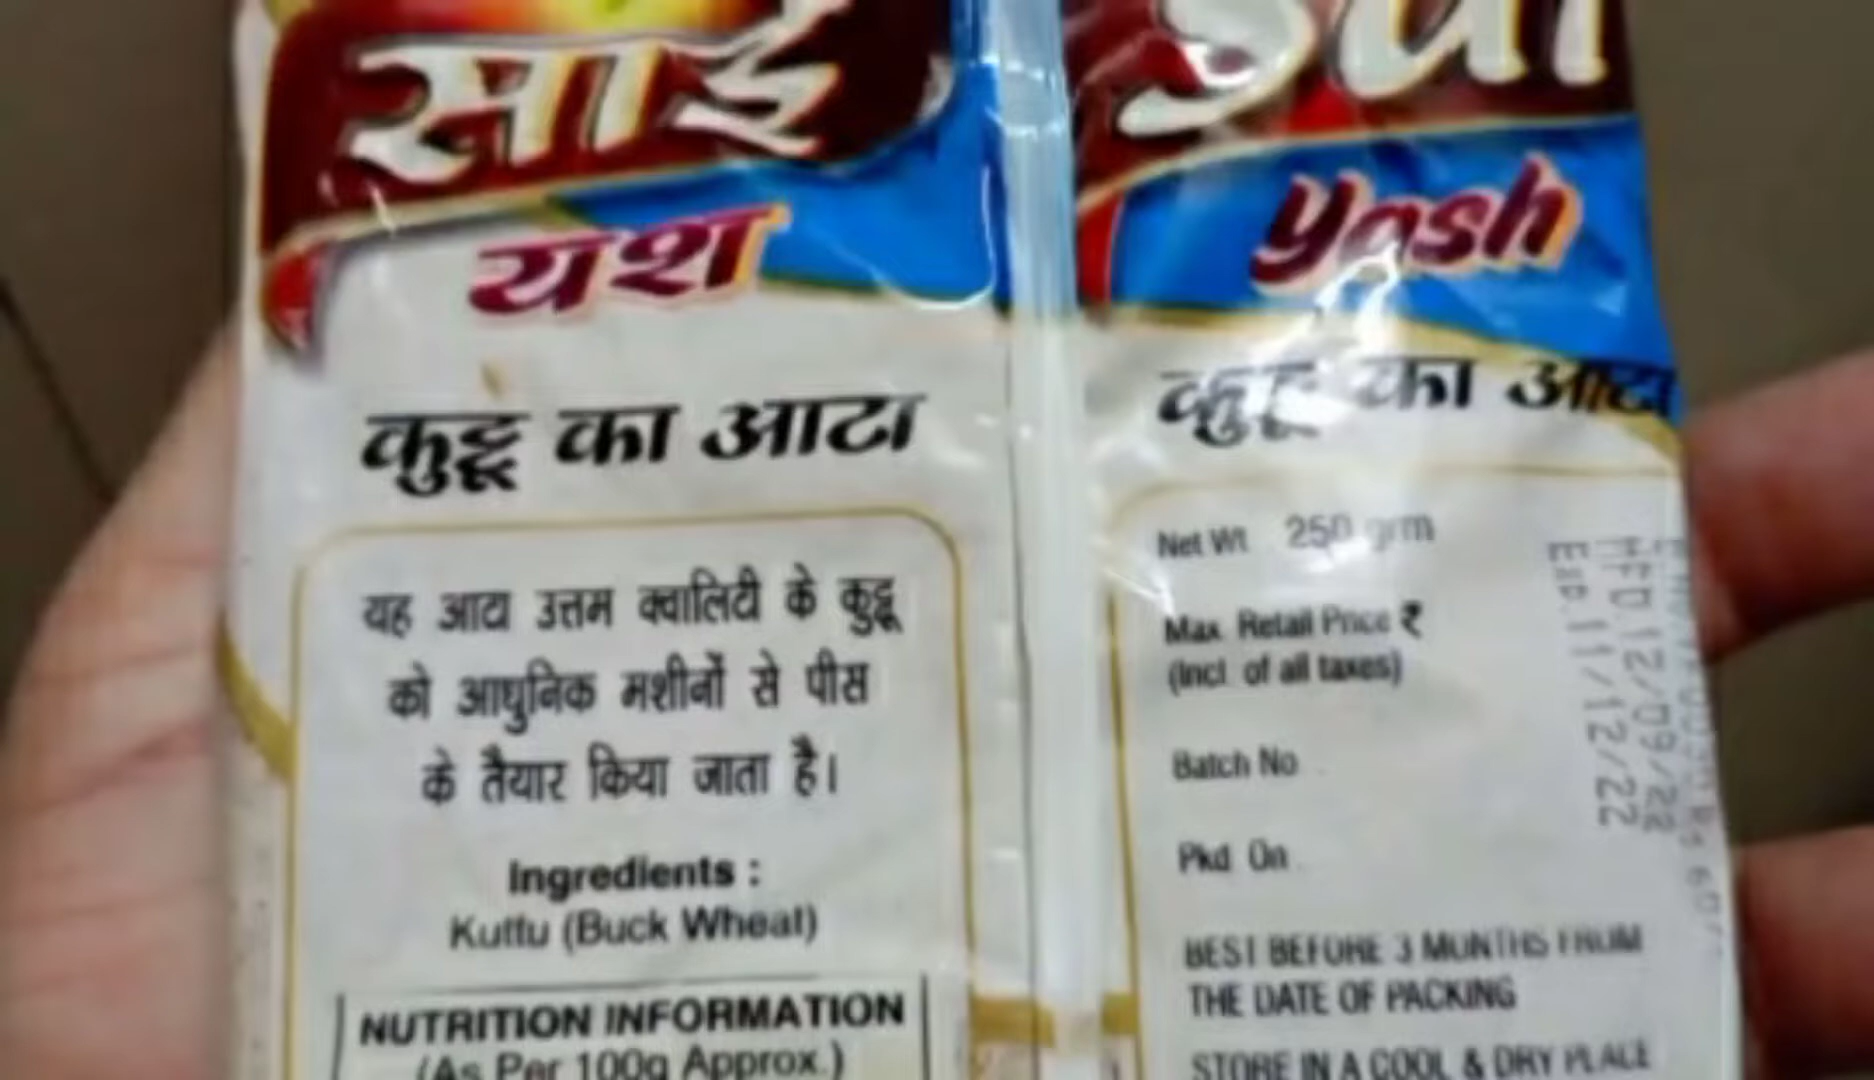 साई
यश
कुट्टू का आटा
यह आटा उत्तम क्वालिटी के कुट्टू
को आधुनिक मशीनों से पीस
के तैयार किया जाता है।
Ingredients :
Kuttu (Buck Wheat)
NUTRITION INFORMATION
(As Per 100g Approx.)
Yash
कुट्टू का आटा
Net Wt 250 grm
Max. Retail Price ₹
(Incl. of all taxes)
Batch No.
Pkd. On.
BEST BEFORE 3 MONTHS FROM
THE DATE OF PACKING
STORE IN A COOL & DRY PLACE
MFD.12/09/22
Exp.11/12/22